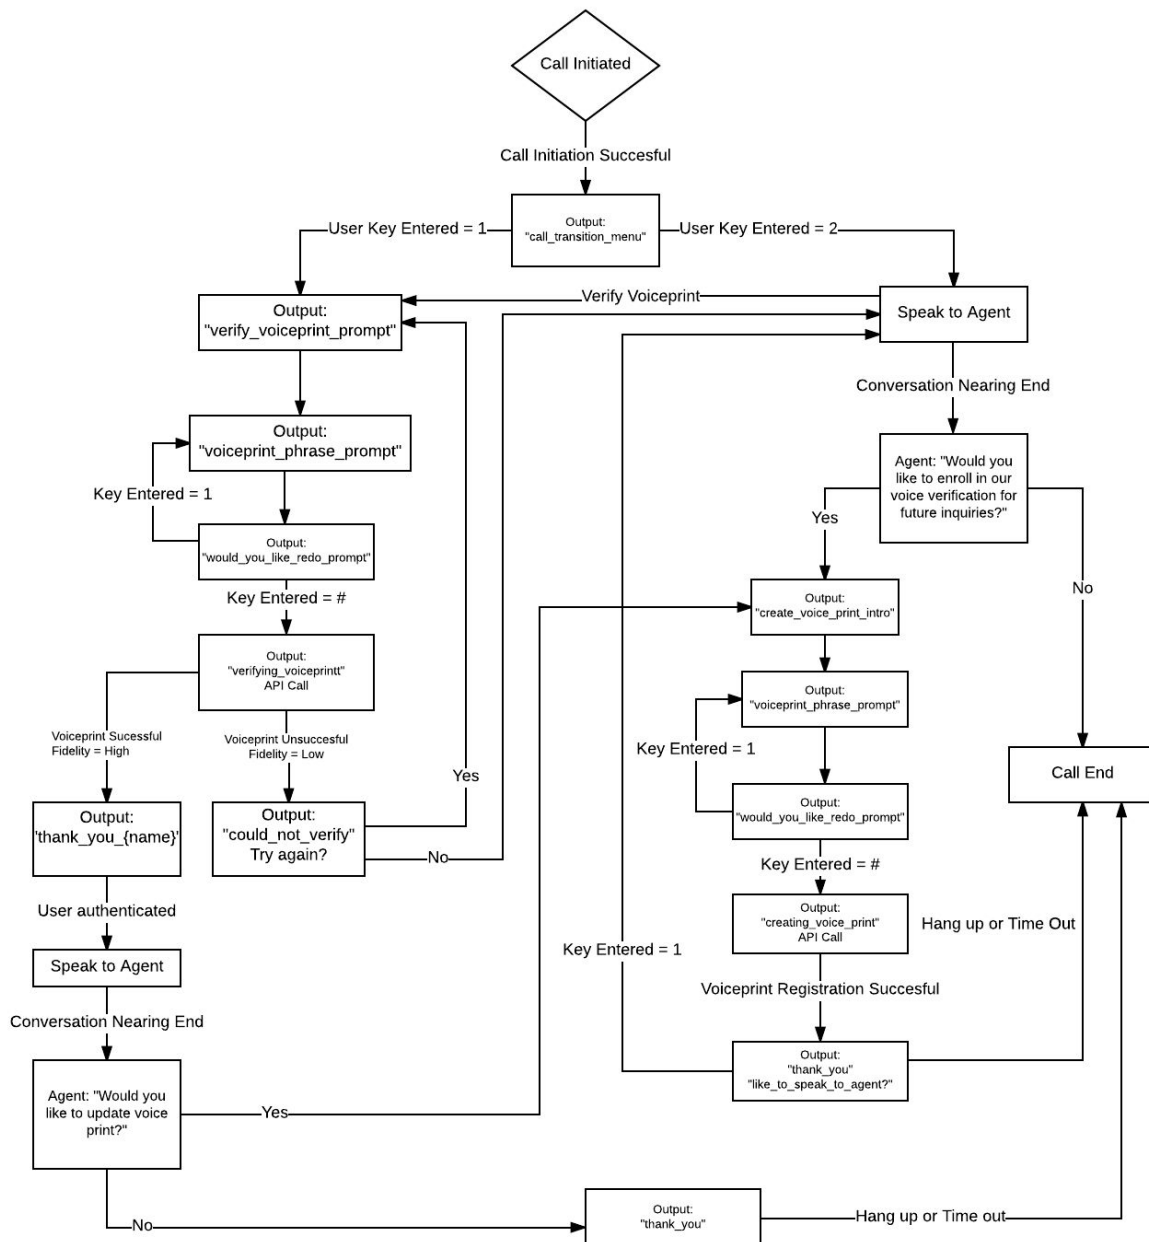 Call Initiated
Call Initiation Succesful
Output:
"call_transition_menu"
User Key Entered = 1
User Key Entered = 2
Verify Voiceprint
Output:
"verify_voiceprint_prompt"
Speak to Agent
Conversation Nearing End
Output:
"voiceprint_phrase_prompt"
Key Entered = 1
Agent: "Would you
like to enroll in our
voice verification for
future inquiries?"
Yes
No
Output:
"would_you_like_redo_prompt"
Key Entered = #
Output:
"create_voice_print_intro"
Output:
"verifying_voiceprintt"
API Call
Output:
"voiceprint_phrase_prompt"
Voiceprint Sucessful
Fidelity = High
Voiceprint Unsuccesful
Fidelity = Low
Key Entered = 1
Yes
Call End
Output:
'thank_you_{name}'
Output:
"could_not_verify"
Try again?
No
Output:
"would_you_like_redo_prompt"
Key Entered = #
User authenticated
Output:
"creating_voice_print"
API Call
Hang up or Time Out
Key Entered = 1
Speak to Agent
Voiceprint Registration Succesful
Conversation Nearing End
Output:
"thank_you"
"like_to_speak_to_agent?"
Agent: "Would you
like to update voice
print?"
Yes
No
Output:
"thank_you"
Hang up or Time out